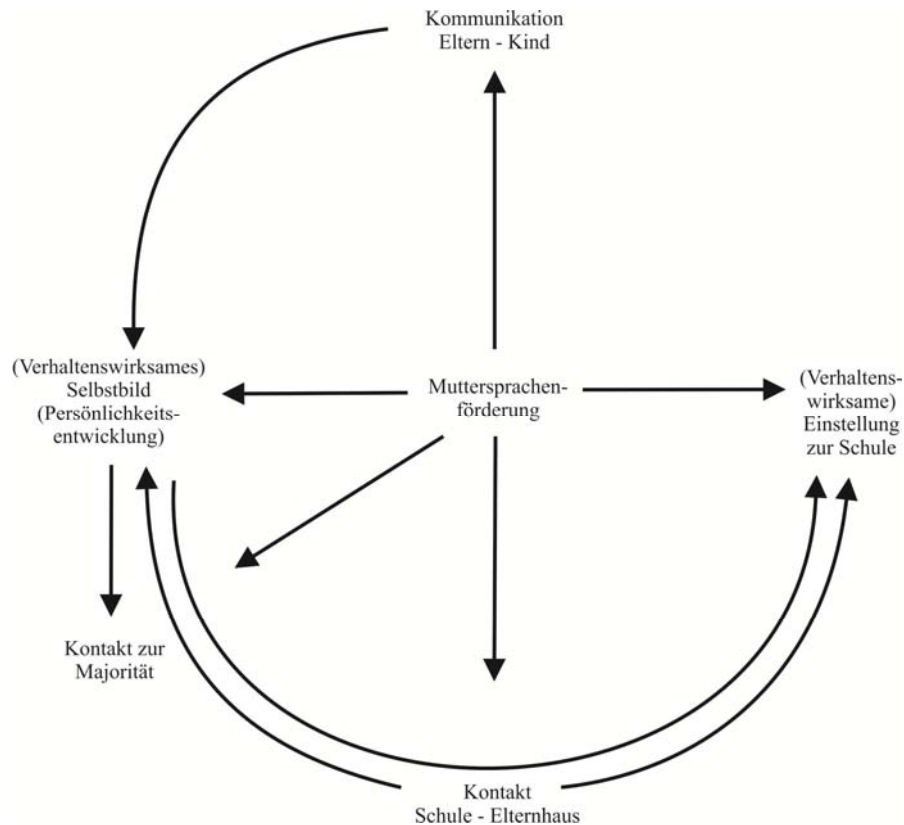 Kommunikation
Eltern - Kind
(Verhaltenswirksames)
Selbstbild
(Persönlichkeits-
entwicklung)
Muttersprachen-
förderung
(Verhaltens-
wirksame)
Einstellung
zur Schule
Kontakt zur
Majorität
Kontakt
Schule - Elternhaus